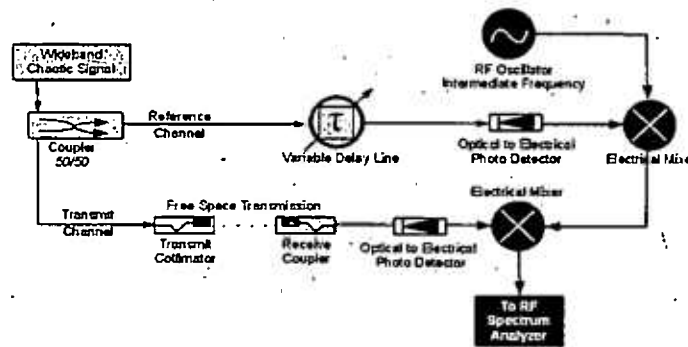 Wideband
Chaotic Signal
RF Oscillator
Intermediate Frequency
Reference
Channel
τ
Coupler
50/50
Variable Delay Line
Optical to Electrical
Photo Detector
Electrical Mixer
Electrical Mixer
Free Space Transmission
Transmit
Channel
Transmit
Collimator
Receive
Coupler
Optical to Electrical
Photo Detector
To RF
Spectrum
Analyzer